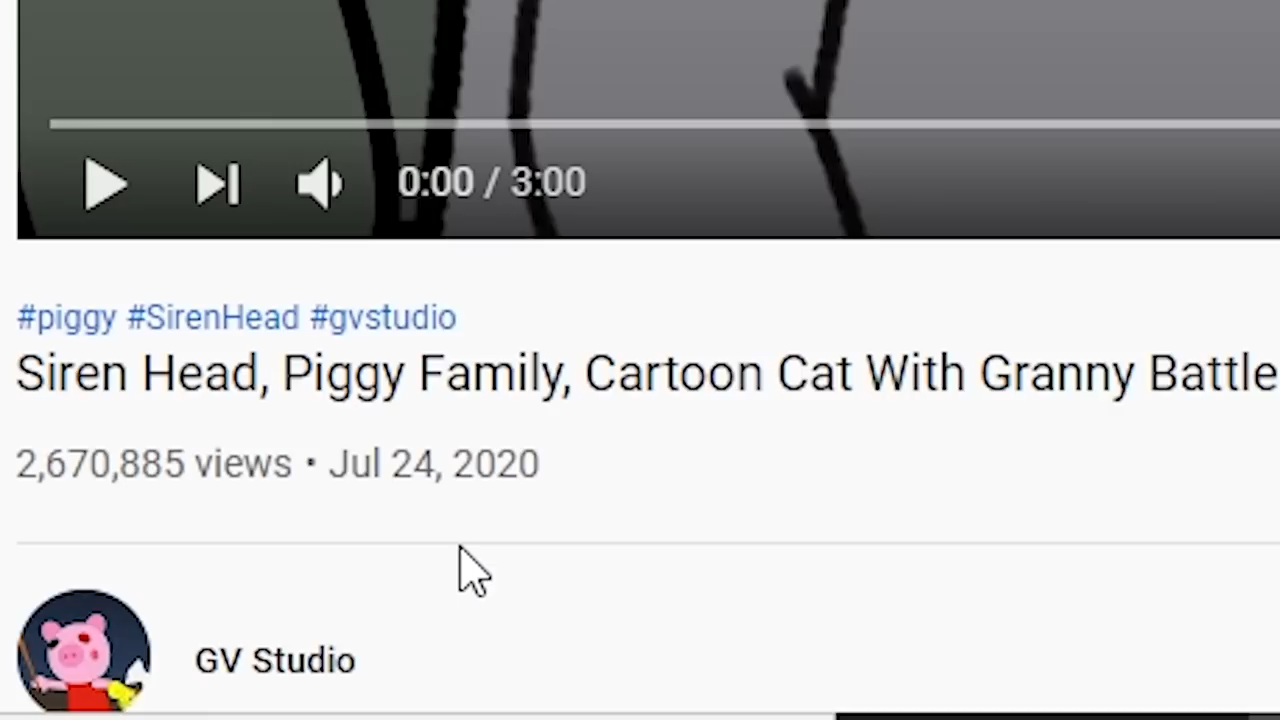 0:00 / 3:00
#piggy #SirenHead #gvstudio
Siren Head, Piggy Family, Cartoon Cat With Granny Battle
2,670,885 views • Jul 24, 2020
GV Studio